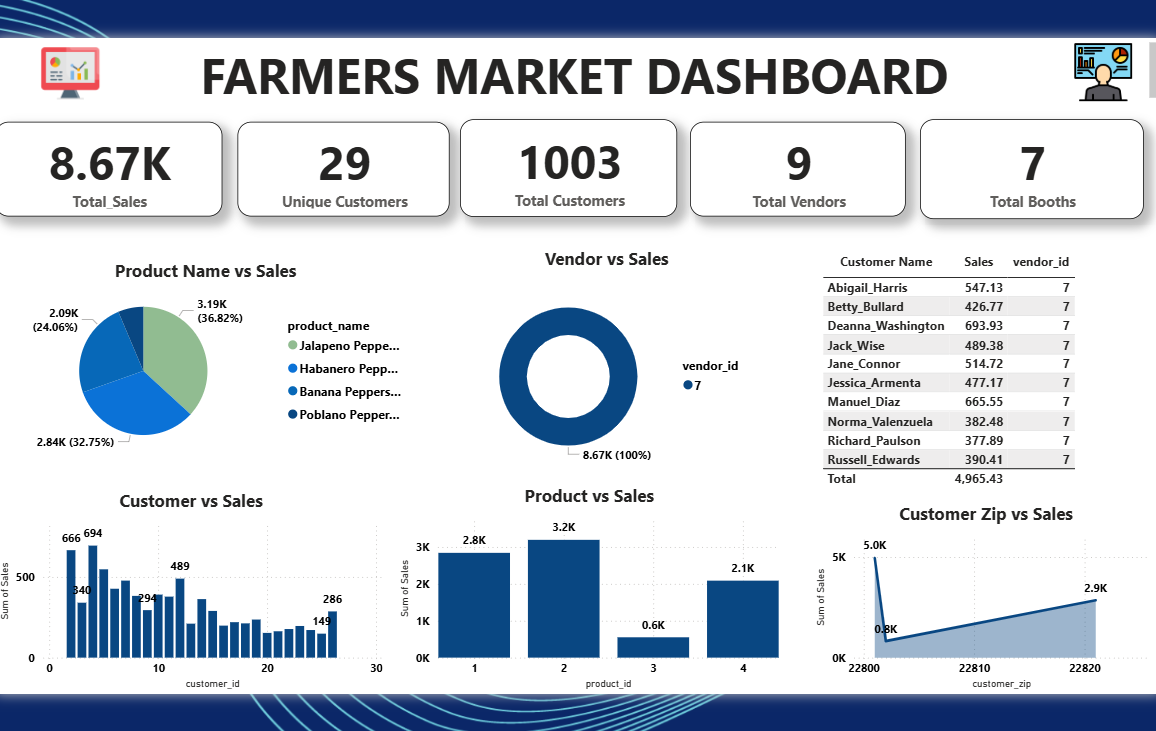 FARMERS MARKET DASHBOARD
8.67K
Total_Sales
29
Unique Customers
1003
Total Customers
9
Total Vendors
7
Total Booths
Product Name vs Sales
3.19K
(36.82%)
2.09K
(24.06%)
2.84K (32.75%)
product_name
Jalapeno Peppe...
Habanero Pepp...
Banana Peppers...
Poblano Pepper...
Vendor vs Sales
vendor_id
7
8.67K (100%)
Customer Name Sales vendor_id
Abigail_Harris 547.13 7
Betty_Bullard 426.77 7
Deanna_Washington 693.93 7
Jack_Wise 489.38 7
Jane_Connor 514.72 7
Jessica_Armenta 477.17 7
Manuel_Diaz 665.55 7
Norma_Valenzuela 382.48 7
Richard_Paulson 377.89 7
Russell_Edwards 390.41 7
Total 4,965.43
Customer vs Sales
Sum of Sales
500
0
666
340
694
294
489
149
286
0 10 20 30
customer_id
Product vs Sales
Sum of Sales
3K
2K
1K
0K
2.8K
3.2K
0.6K
2.1K
1 2 3 4
product_id
Customer Zip vs Sales
Sum of Sales
5K
0K
5.0K
0.8K
2.9K
22800 22810 22820
customer_zip